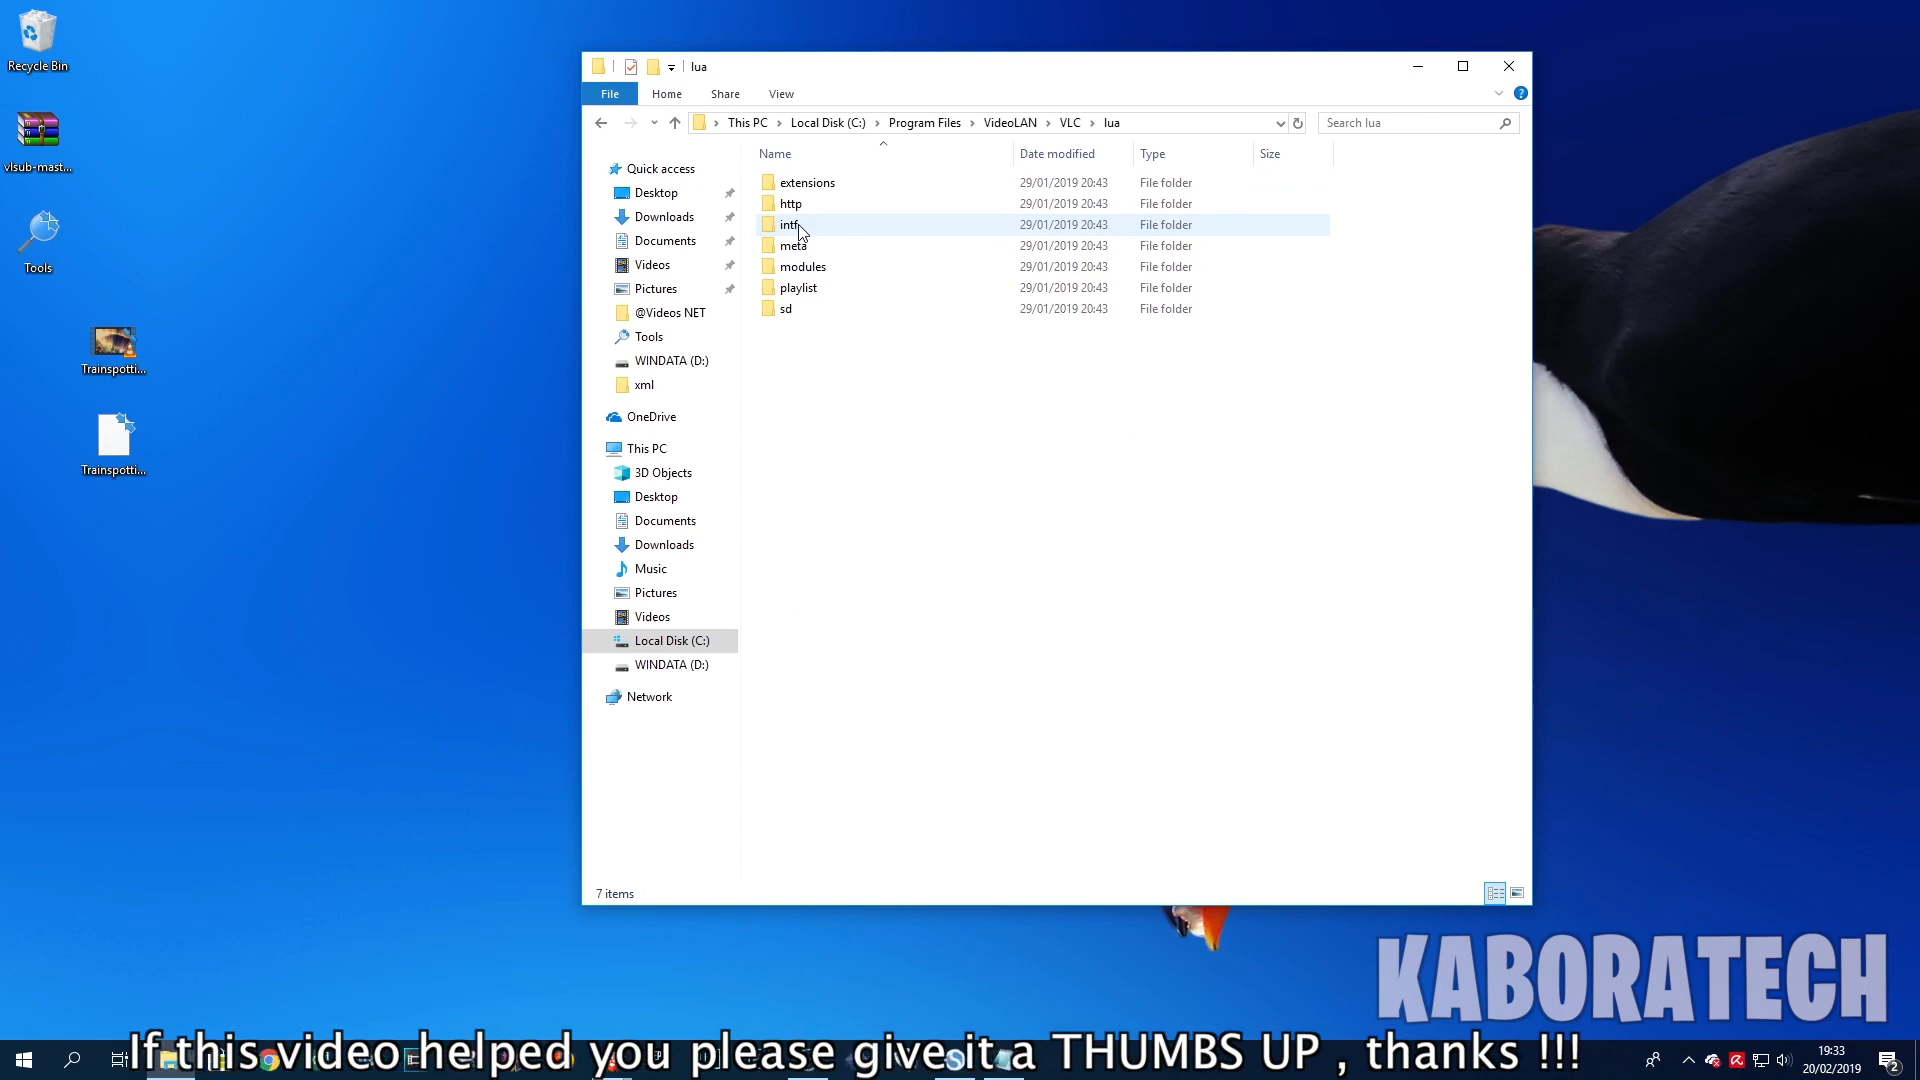 Recycle Bin
vlsub-mast...
Tools
Trainspotti...
Trainspotti...
lua
File
Home
Share
View
This PC
Local Disk (C:)
Program Files
VideoLAN
VLC
lua
Search lua
Name
Date modified
Type
Size
Quick access
Desktop
Downloads
Documents
Videos
Pictures
@Videos NET
Tools
WINDATA (D:)
xml
OneDrive
This PC
3D Objects
Desktop
Documents
Downloads
Music
Pictures
Videos
Local Disk (C:)
WINDATA (D:)
Network
extensions 29/01/2019 20:43 File folder
http 29/01/2019 20:43 File folder
intf 29/01/2019 20:43 File folder
meta 29/01/2019 20:43 File folder
modules 29/01/2019 20:43 File folder
playlist 29/01/2019 20:43 File folder
sd 29/01/2019 20:43 File folder
7 items
KABORATECH
If this video helped you please give it a THUMBS UP , thanks !!!
19:33
20/02/2019
2